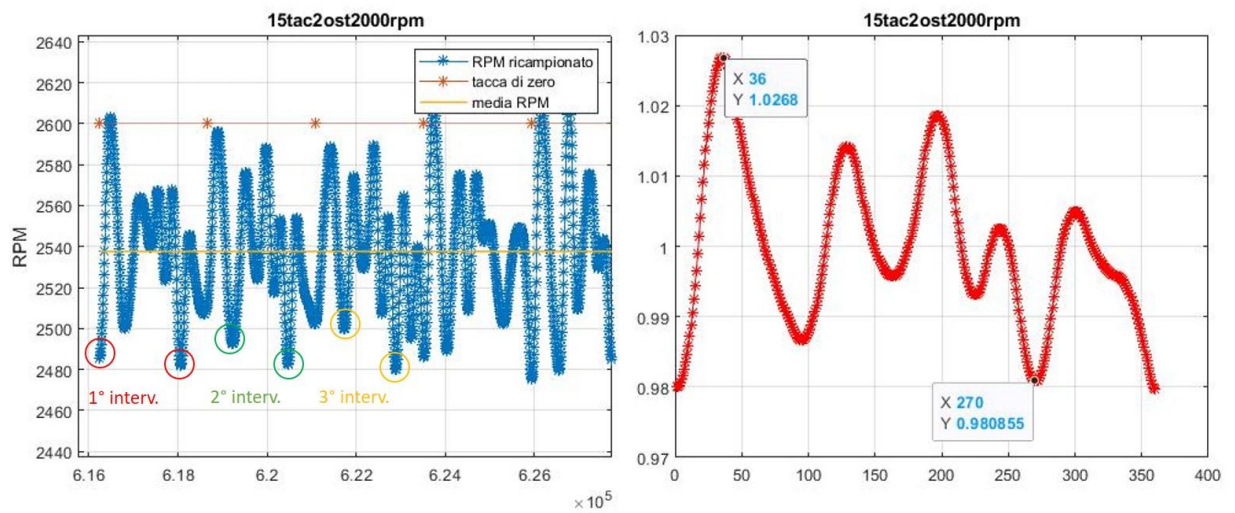 15tac2ost2000rpm
RPM ricampionato
tacca di zero
media RPM
2640
2620
2600
2580
2560
2540
2520
2500
2480
2460
2440
RPM
1° interv.
2° interv.
3° interv.
6.16
6.18
6.2
6.22
6.24
6.26
×10⁵
15tac2ost2000rpm
1.03
1.02
1.01
1
0.99
0.98
0.97
X 36
Y 1.0268
X 270
Y 0.980855
0
50
100
150
200
250
300
350
400